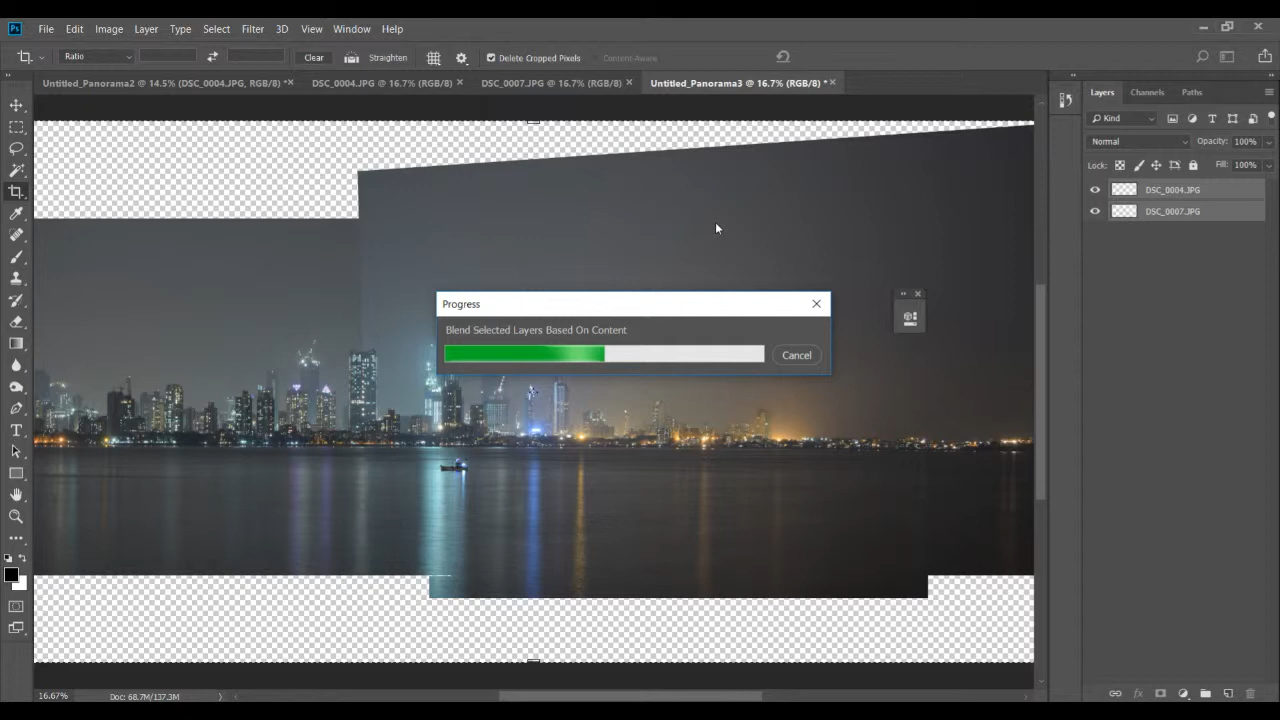 Ps File Edit Image Layer Type Select Filter 3D View Window Help
Ratio Clear Straighten Delete Cropped Pixels Content-Aware
Untitled_Panorama2 @ 14.5% (DSC_0004.JPG, RGB/8) * × DSC_0004.JPG @ 16.7% (RGB/8) × DSC_0007.JPG @ 16.7% (RGB/8) × Untitled_Panorama3 @ 16.7% (RGB/8) * ×
Layers Channels Paths
Kind
Normal Opacity: 100%
Lock: Fill: 100%
DSC_0004.JPG
DSC_0007.JPG
Progress
Blend Selected Layers Based On Content
Cancel
16.67% Doc: 68.7M/137.3M